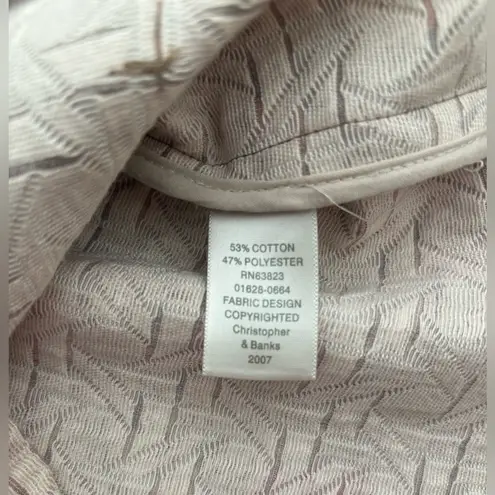 53% COTTON
47% POLYESTER
RN63823
01628-0664
FABRIC DESIGN
COPYRIGHTED
Christopher
& Banks
2007